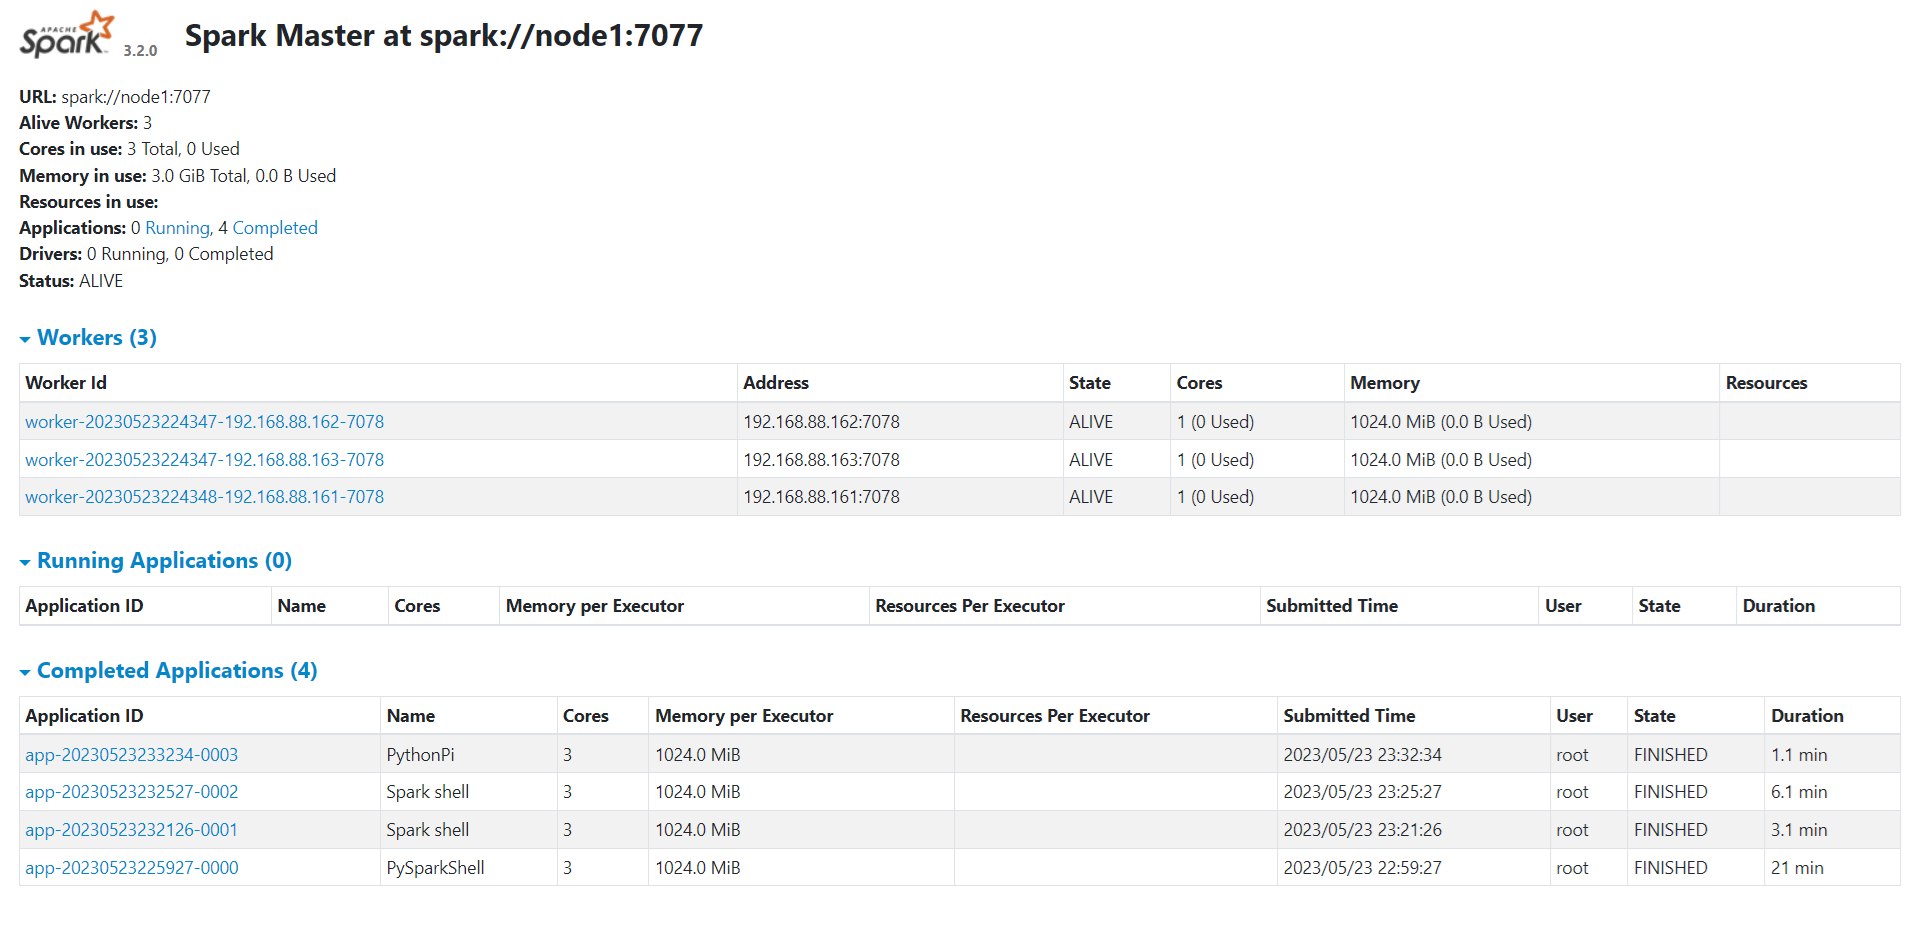 APACHE
Spark 3.2.0 Spark Master at spark://node1:7077
URL: spark://node1:7077
Alive Workers: 3
Cores in use: 3 Total, 0 Used
Memory in use: 3.0 GiB Total, 0.0 B Used
Resources in use:
Applications: 0 Running, 4 Completed
Drivers: 0 Running, 0 Completed
Status: ALIVE
Workers (3)
Worker Id Address State Cores Memory Resources
worker-20230523224347-192.168.88.162-7078 192.168.88.162:7078 ALIVE 1 (0 Used) 1024.0 MiB (0.0 B Used)
worker-20230523224347-192.168.88.163-7078 192.168.88.163:7078 ALIVE 1 (0 Used) 1024.0 MiB (0.0 B Used)
worker-20230523224348-192.168.88.161-7078 192.168.88.161:7078 ALIVE 1 (0 Used) 1024.0 MiB (0.0 B Used)
Running Applications (0)
Application ID Name Cores Memory per Executor Resources Per Executor Submitted Time User State Duration
Completed Applications (4)
Application ID Name Cores Memory per Executor Resources Per Executor Submitted Time User State Duration
app-20230523233234-0003 PythonPi 3 1024.0 MiB 2023/05/23 23:32:34 root FINISHED 1.1 min
app-20230523232527-0002 Spark shell 3 1024.0 MiB 2023/05/23 23:25:27 root FINISHED 6.1 min
app-20230523232126-0001 Spark shell 3 1024.0 MiB 2023/05/23 23:21:26 root FINISHED 3.1 min
app-20230523225927-0000 PySparkShell 3 1024.0 MiB 2023/05/23 22:59:27 root FINISHED 21 min